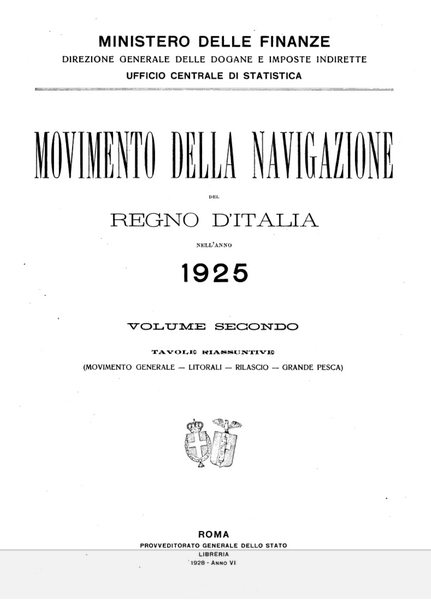 MINISTERO DELLE FINANZE
DIREZIONE GENERALE DELLE DOGANE E IMPOSTE INDIRETTE
UFFICIO CENTRALE DI STATISTICA
MOVIMENTO DELLA NAVIGAZIONE
DEL
REGNO D'ITALIA
NELL'ANNO
1925
VOLUME SECONDO
TAVOLE RIASSUNTIVE
(MOVIMENTO GENERALE — LITORALI — RILASCIO — GRANDE PESCA)
ROMA
PROVVEDITORATO GENERALE DELLO STATO
LIBRERIA
1928 - ANNO VI